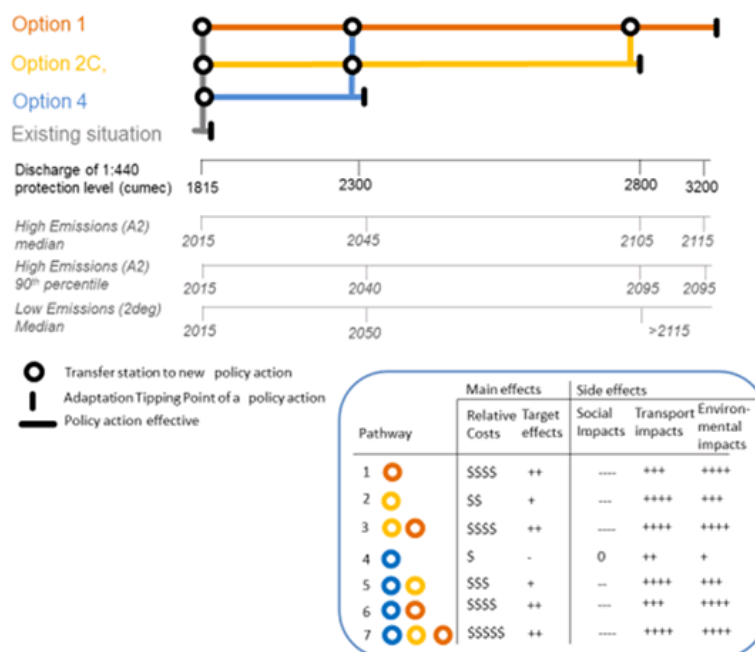 Option 1
Option 2C,
Option 4
Existing situation
Discharge of 1:440
protection level (cumec)
1815 2300 2800 3200
High Emissions (A2)
median
2015 2045 2105 2115
High Emissions (A2)
90th percentile
2015 2040 2095 2095
Low Emissions (2deg)
Median
2015 2050 >2115
Transfer station to new policy action
Adaptation Tipping Point of a policy action
Policy action effective
Main effects Side effects
Pathway Relative Costs Target effects Social Impacts Transport impacts Environ-mental impacts
1 $$$$ ++ ---- +++ ++++
2 $$ + --- ++++ +++
3 $$$$ ++ ---- ++++ ++++
4 $ - 0 ++ +
5 $$$ + -- ++++ +++
6 $$$$ ++ --- +++ ++++
7 $$$$$ ++ ---- ++++ ++++